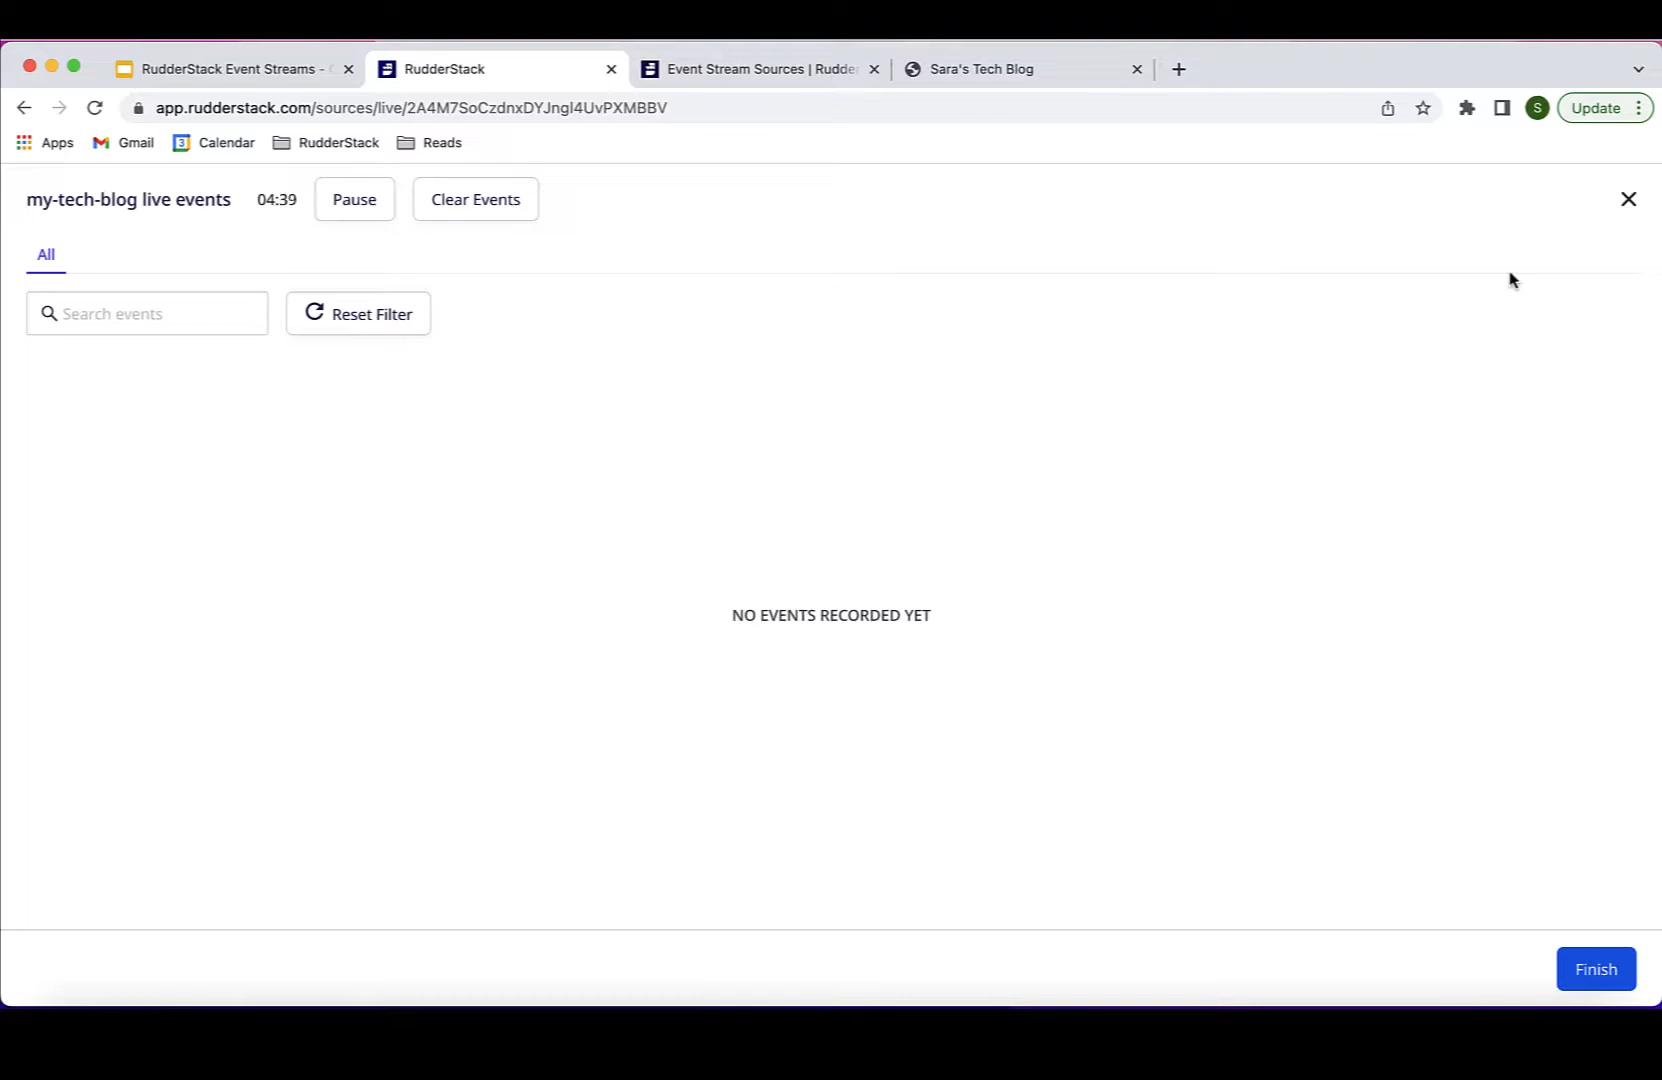 RudderStack Event Streams -
RudderStack
Event Stream Sources | Rudde
Sara's Tech Blog
app.rudderstack.com/sources/live/2A4M7SoCzdnxDYJngI4UvPXMBBV
S
Update
Apps
Gmail
3
Calendar
RudderStack
Reads
my-tech-blog live events
04:39
Pause
Clear Events
All
Search events
Reset Filter
NO EVENTS RECORDED YET
Finish